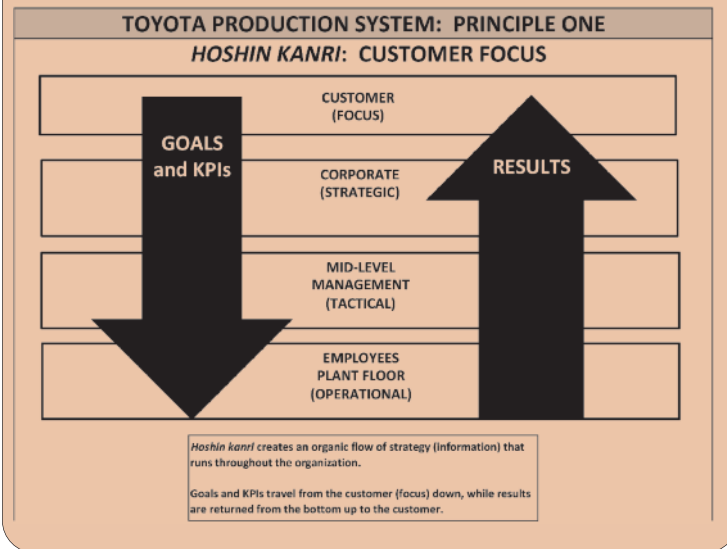 TOYOTA PRODUCTION SYSTEM: PRINCIPLE ONE
HOSHIN KANRI: CUSTOMER FOCUS
CUSTOMER
(FOCUS)
GOALS
and KPIs
RESULTS
CORPORATE
(STRATEGIC)
MID-LEVEL
MANAGEMENT
(TACTICAL)
EMPLOYEES
PLANT FLOOR
(OPERATIONAL)
Hoshin kanri creates an organic flow of strategy (information) that
runs throughout the organization.
Goals and KPIs travel from the customer (focus) down, while results
are returned from the bottom up to the customer.